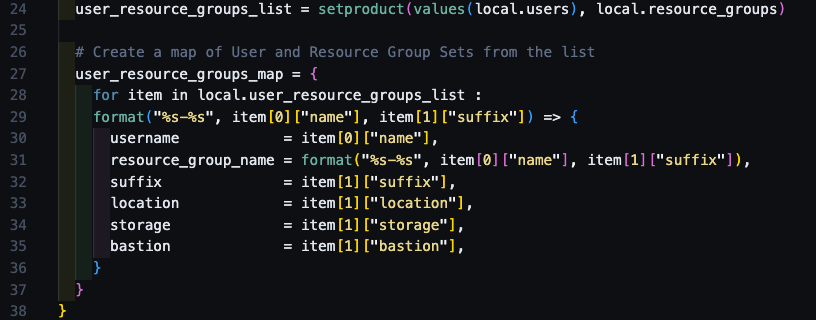 24 user_resource_groups_list = setproduct(values(local.users), local.resource_groups)
25
26 # Create a map of User and Resource Group Sets from the list
27 user_resource_groups_map = {
28 for item in local.user_resource_groups_list :
29 format("%s-%s", item[0]["name"], item[1]["suffix"]) => {
30 username = item[0]["name"],
31 resource_group_name = format("%s-%s", item[0]["name"], item[1]["suffix"]),
32 suffix = item[1]["suffix"],
33 location = item[1]["location"],
34 storage = item[1]["storage"],
35 bastion = item[1]["bastion"],
36 }
37 }
38 }